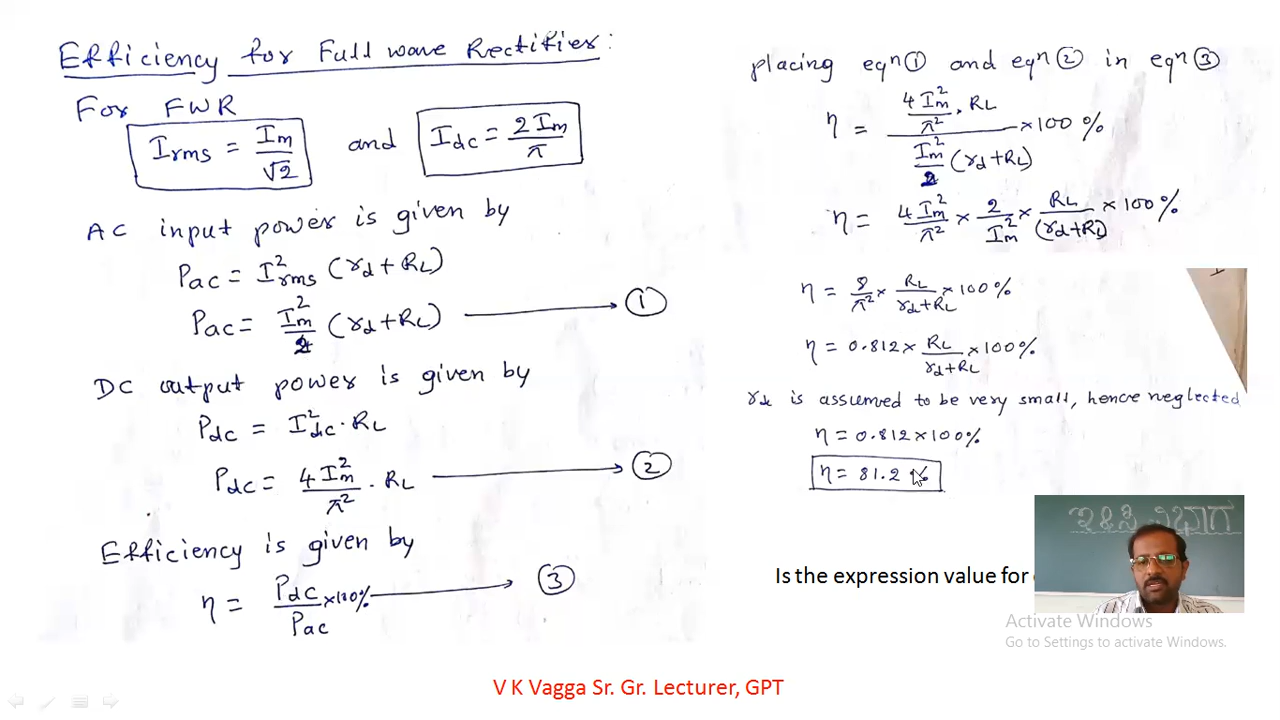 Efficiency for Full wave Rectifier:
For FWR
Irms = Im/√2 and Idc = 2Im/π
AC input power is given by
Pac = I²rms (rd + RL)
Pac = I²m/2 (rd + RL) → ①
DC output power is given by
Pdc = I²dc · RL
Pdc = 4I²m/π² · RL → ②
Efficiency is given by
η = Pdc/Pac × 100% → ③
placing eqn ① and eqn ② in eqn ③
η = (4I²m/π² · RL)/(I²m/2 (rd + RL)) × 100 %
η = 4I²m/π² × 2/I²m × RL/(rd + RL) × 100 %
η = 8/π² × RL/(rd + RL) × 100 %
η = 0.812 × RL/(rd + RL) × 100 %
rd is assumed to be very small, hence neglected
η = 0.812 × 100 %
η = 81.2 %
ಇ &ಸಿ ವಿಭಾಗ
Is the expression value for
Activate Windows
Go to Settings to activate Windows.
V K Vagga Sr. Gr. Lecturer, GPT